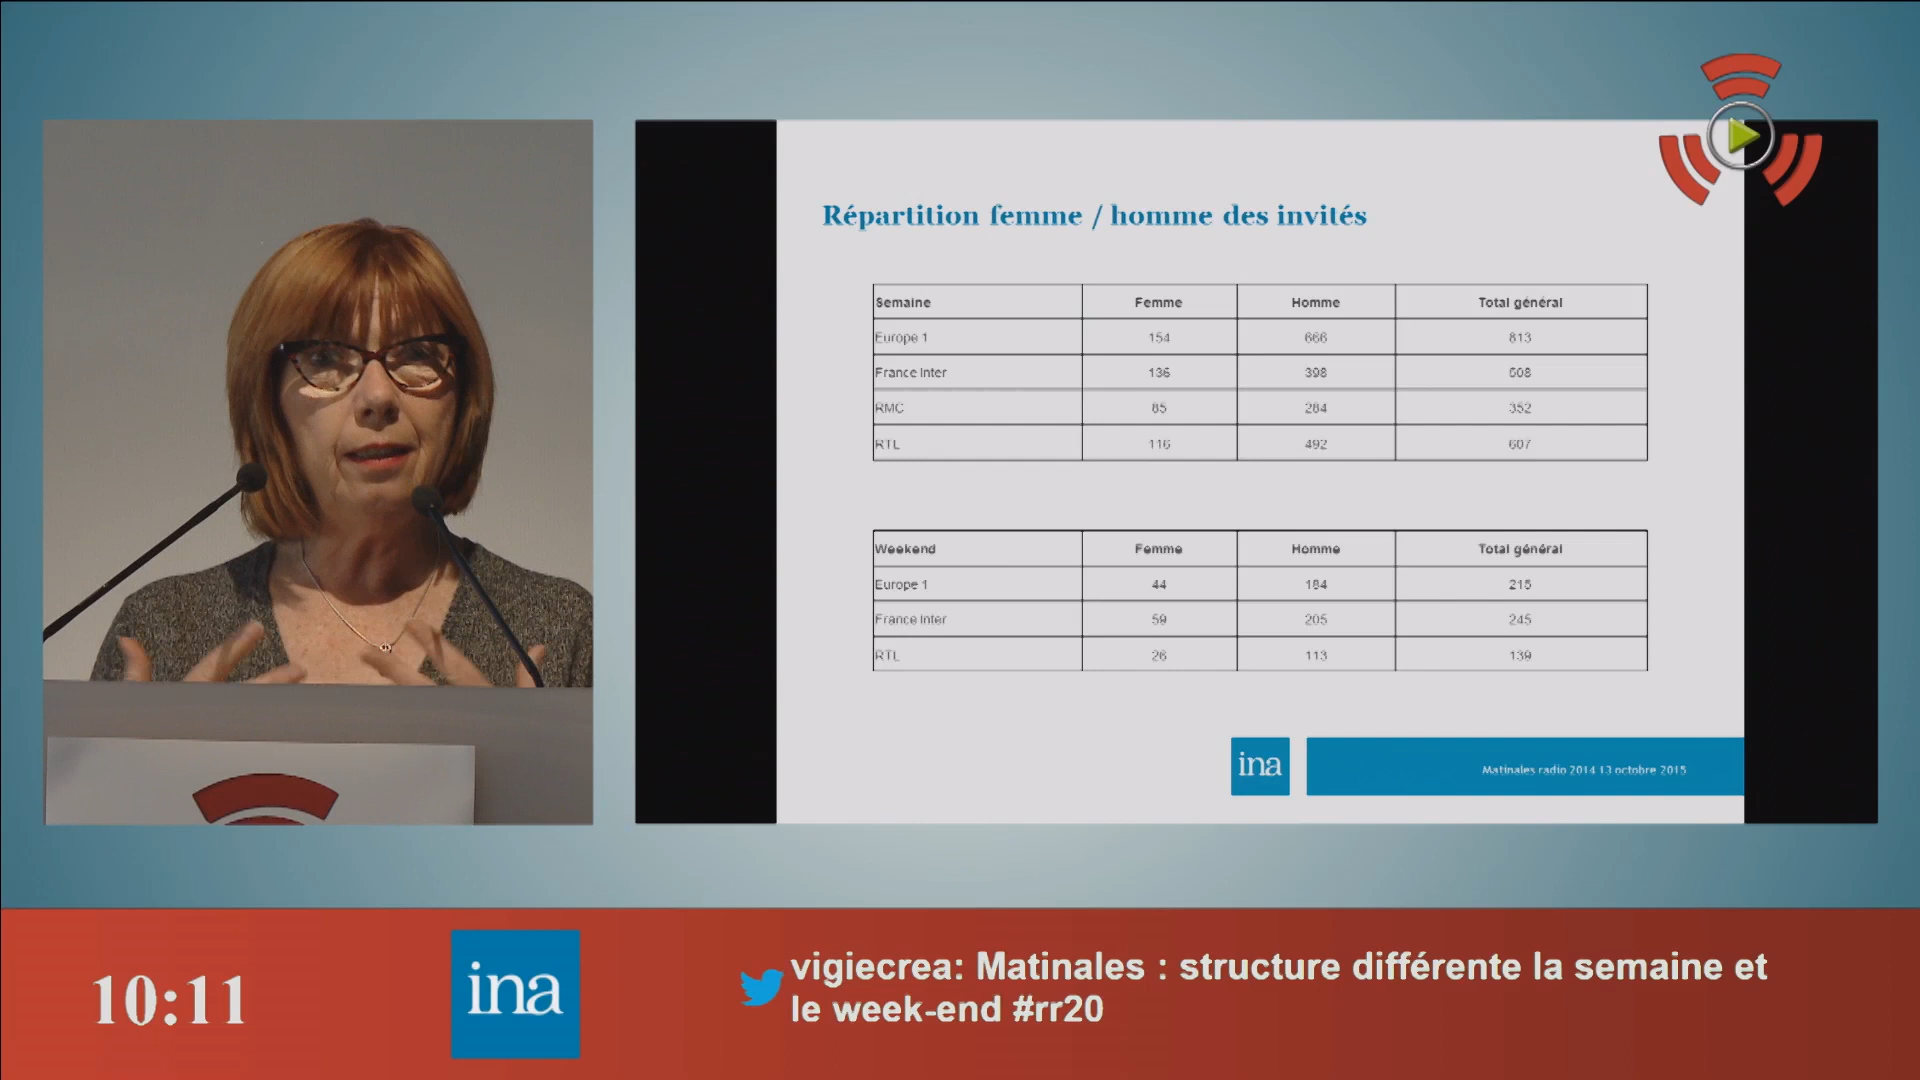 Répartition femme / homme des invités
Semaine Femme Homme Total général
Europe 1 154 666 813
France Inter 136 398 508
RMC 85 284 352
RTL 116 492 607
Weekend Femme Homme Total général
Europe 1 44 184 215
France Inter 59 205 245
RTL 26 113 139
ina
Matinales radio 2014 13 octobre 2015
10:11
ina
vigiecrea: Matinales : structure différente la semaine et
le week-end #rr20